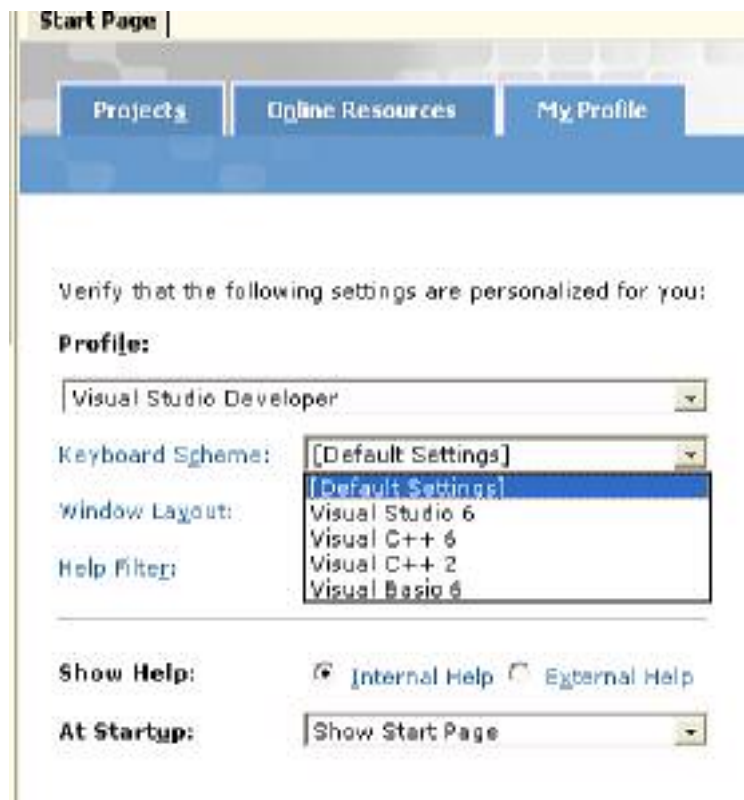 Start Page
Projects Online Resources My Profile
Verify that the following settings are personalized for you:
Profile:
Visual Studio Developer
Keyboard Scheme: [Default Settings]
[Default Settings]
Window Layout: Visual Studio 6
Visual C++ 6
Help Filter: Visual C++ 2
Visual Basic 6
Show Help: Internal Help External Help
At Startup: Show Start Page